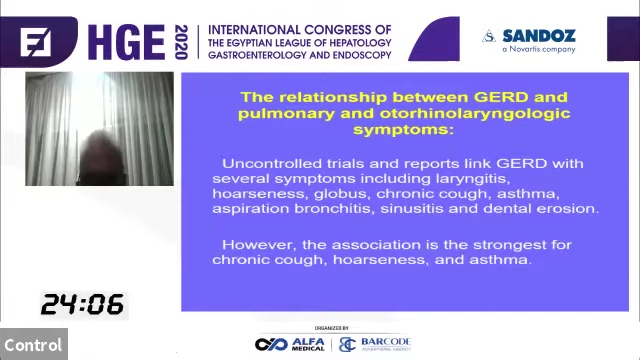 HGE 2020
INTERNATIONAL CONGRESS OF
THE EGYPTIAN LEAGUE OF HEPATOLOGY
GASTROENTEROLOGY AND ENDOSCOPY
SANDOZ
a Novartis company
The relationship between GERD and
pulmonary and otorhinolaryngologic
symptoms:
Uncontrolled trials and reports link GERD with
several symptoms including laryngitis,
hoarseness, globus, chronic cough, asthma,
aspiration bronchitis, sinusitis and dental erosion.
However, the association is the strongest for
chronic cough, hoarseness, and asthma.
24:06
Control
ORGANIZED BY
ALFA
MEDICAL
BARCODE
ADVERTISING AGENCY